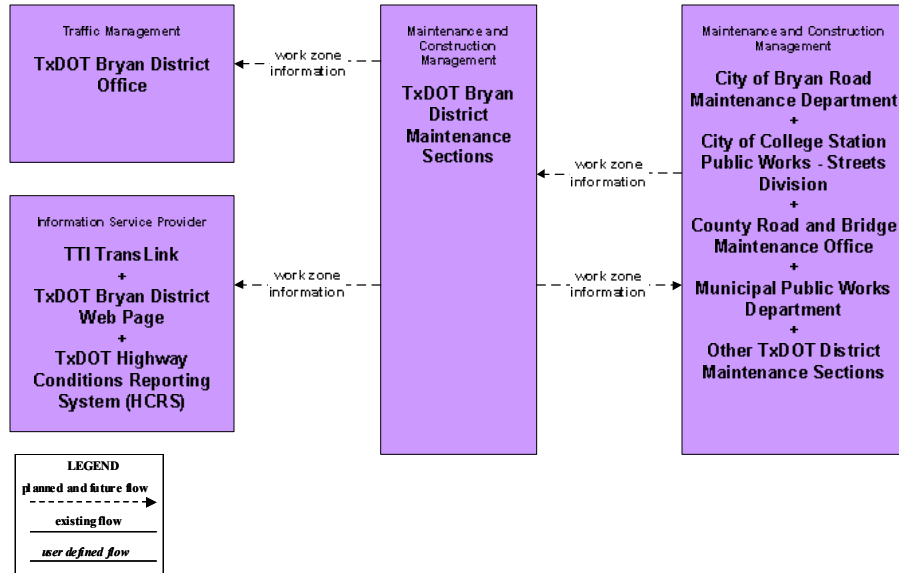 Traffic Management
TxDOT Bryan District
Office
work zone
information
Maintenance and
Construction
Management
TxDOT Bryan
District
Maintenance
Sections
Maintenance and Construction
Management
City of Bryan Road
Maintenance Department
+
City of College Station
Public Works - Streets
Division
+
County Road and Bridge
Maintenance Office
+
Municipal Public Works
Department
+
Other TxDOT District
Maintenance Sections
work zone
information
work zone
information
Information Service Provider
TTI TransLink
+
TxDOT Bryan District
Web Page
+
TxDOT Highway
Conditions Reporting
System (HCRS)
work zone
information
LEGEND
planned and future flow
existing flow
user defined flow